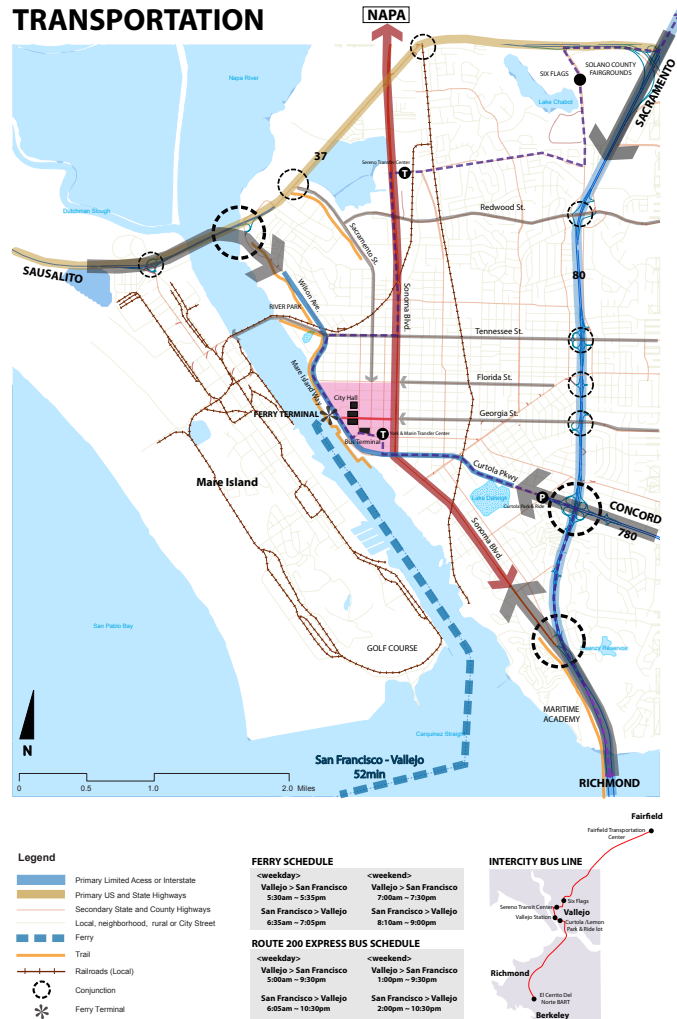 TRANSPORTATION
NAPA
SACRAMENTO
Napa River
SIX FLAGS
SOLANO COUNTY
FAIRGROUNDS
Lake Chabot
37
Sereno Transfer Center
T
Dutchman Slough
Redwood St.
Sacramento St.
SAUSALITO
80
Wilson Ave.
Sonoma Blvd.
RIVER PARK
Tennessee St.
Mare Island Way
Florida St.
City Hall
FERRY TERMINAL
Georgia St.
T
& Marin Transfer Center
Bus Terminal
Curtola Pkwy
Mare Island
Lake Dalwigk
P
Curtola Park & Ride
CONCORD
780
Sonoma Blvd.
San Pablo Bay
GOLF COURSE
Reservoir
MARITIME
ACADEMY
Carquinez Strait
N
San Francisco - Vallejo
52min
0 0.5 1.0 2.0 Miles
RICHMOND
Legend
Primary Limited Acess or Interstate
Primary US and State Highways
Secondary State and County Highways
Local, neighborhood, rural or City Street
Ferry
Trail
Railroads (Local)
Conjunction
Ferry Terminal
FERRY SCHEDULE
<weekday> <weekend>
Vallejo > San Francisco Vallejo > San Francisco
5:30am ~ 5:35pm 7:00am ~ 7:30pm
San Francisco > Vallejo San Francisco > Vallejo
6:35am ~ 7:05pm 8:10am ~ 9:00pm
ROUTE 200 EXPRESS BUS SCHEDULE
<weekday> <weekend>
Vallejo > San Francisco Vallejo > San Francisco
5:00am ~ 9:30pm 1:00pm ~ 9:30pm
San Francisco > Vallejo San Francisco > Vallejo
6:05am ~ 10:30pm 2:00pm ~ 10:30pm
INTERCITY BUS LINE
Fairfield
Fairfield Transportation
Center
Six Flags
Sereno Transit Center
Vallejo
Vallejo Station
Curtola /Lemon
Park & Ride lot
Richmond
El Cerrito Del
Norte BART
Berkeley